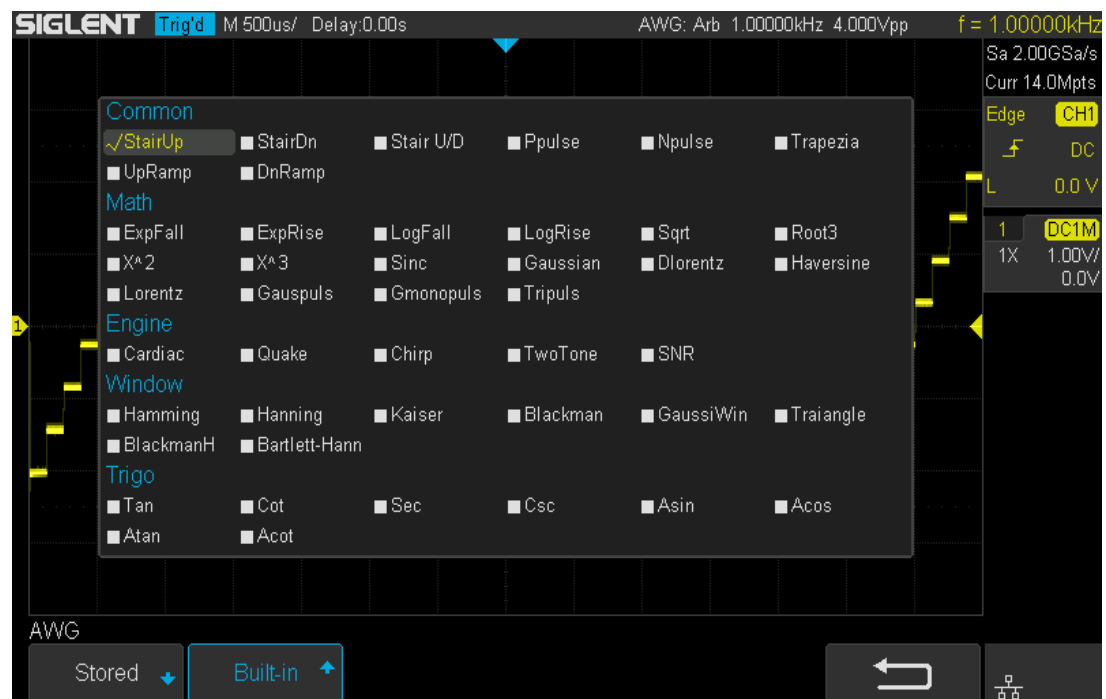 SIGLENT Trig'd M 500us/ Delay:0.00s AWG: Arb 1.00000kHz 4.000Vpp f = 1.00000kHz
Sa 2.00GSa/s
Curr 14.0Mpts
Edge CH1
DC
L 0.0 V
1 DC1M
1X 1.00V/
0.0V
Common
StairUp StairDn Stair U/D Ppulse Npulse Trapezia
UpRamp DnRamp
Math
ExpFall ExpRise LogFall LogRise Sqrt Root3
X^2 X^3 Sinc Gaussian Dlorentz Haversine
Lorentz Gauspuls Gmonopuls Tripuls
Engine
Cardiac Quake Chirp TwoTone SNR
Window
Hamming Hanning Kaiser Blackman GaussiWin Traiangle
BlackmanH Bartlett-Hann
Trigo
Tan Cot Sec Csc Asin Acos
Atan Acot
1
AWG
Stored Built-in